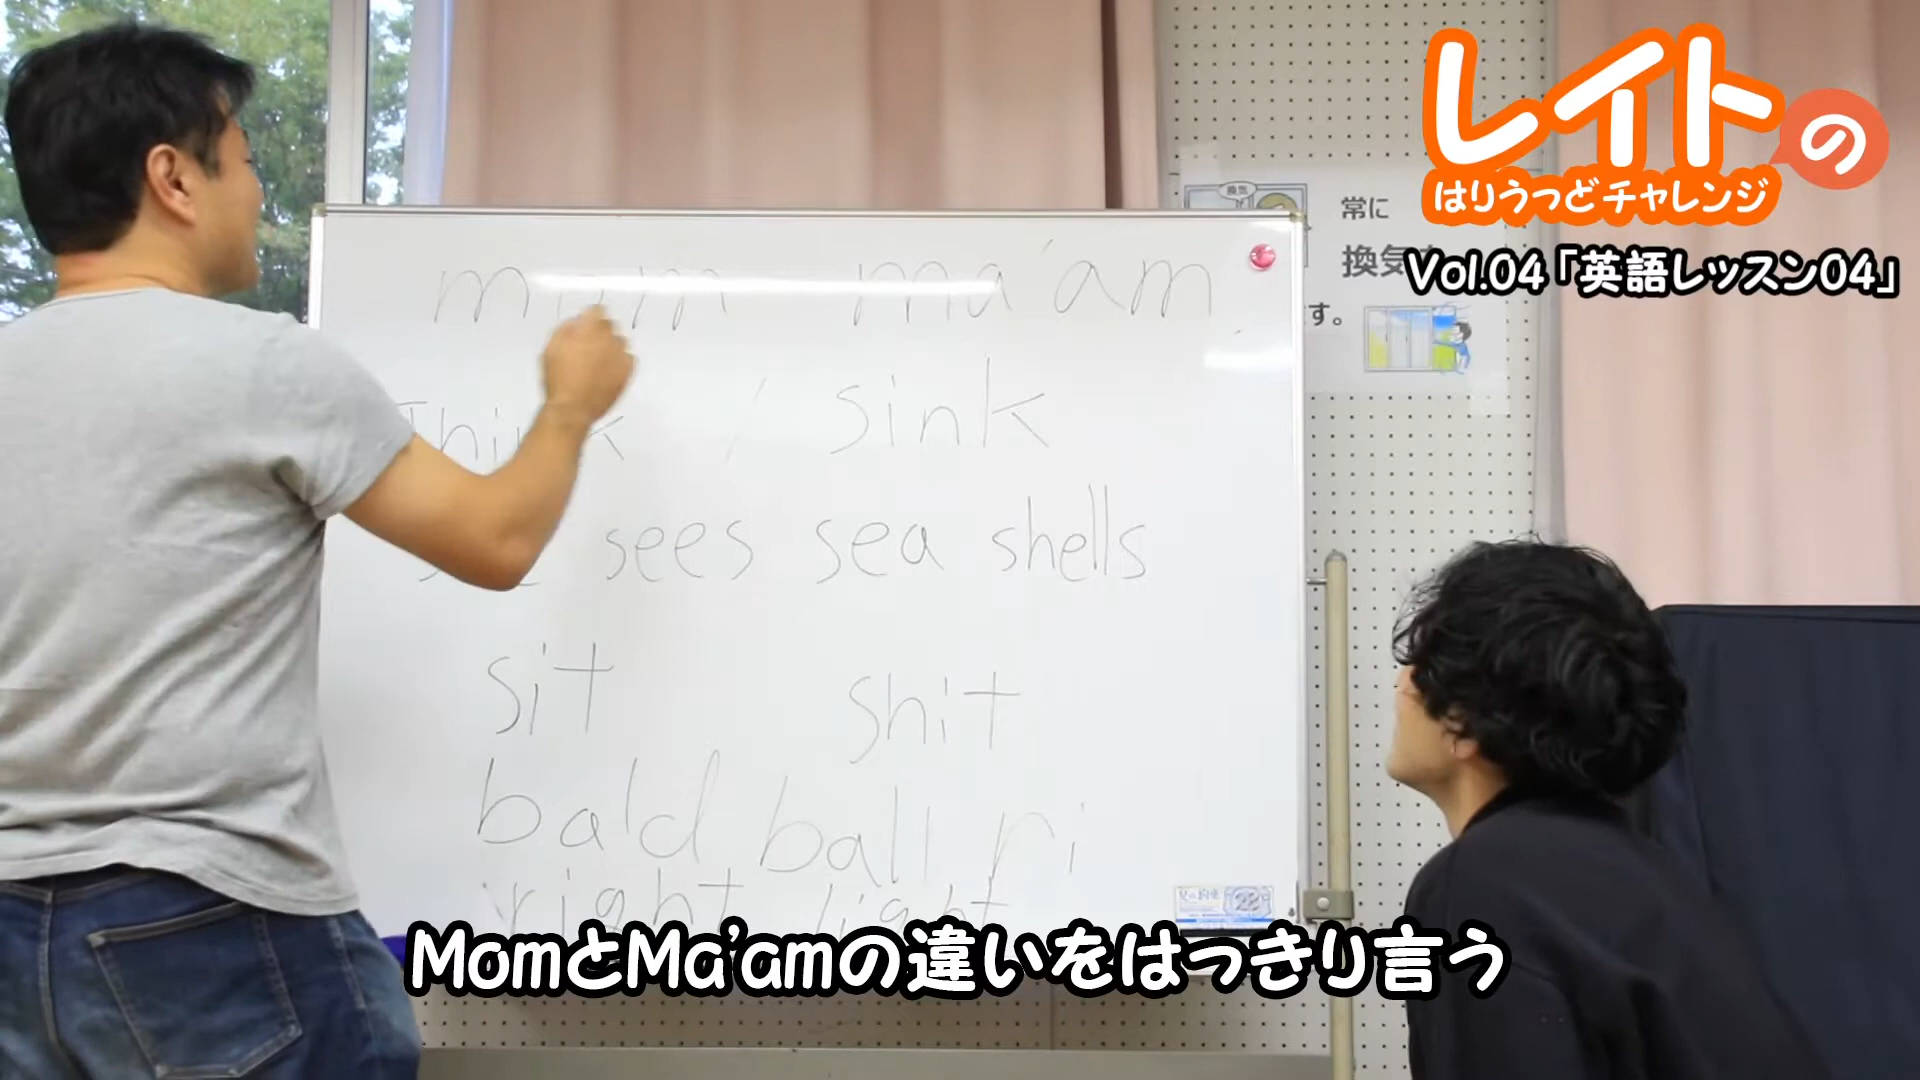 レイトの
はりうっどチャレンジ
Vol.04「英語レッスン04」
換気
常に
換気
す。
mom ma'am
Think / sink
sees sea shells
sit shit
bald ball ri
right light
MomとMa'amの違いをはっきり言う